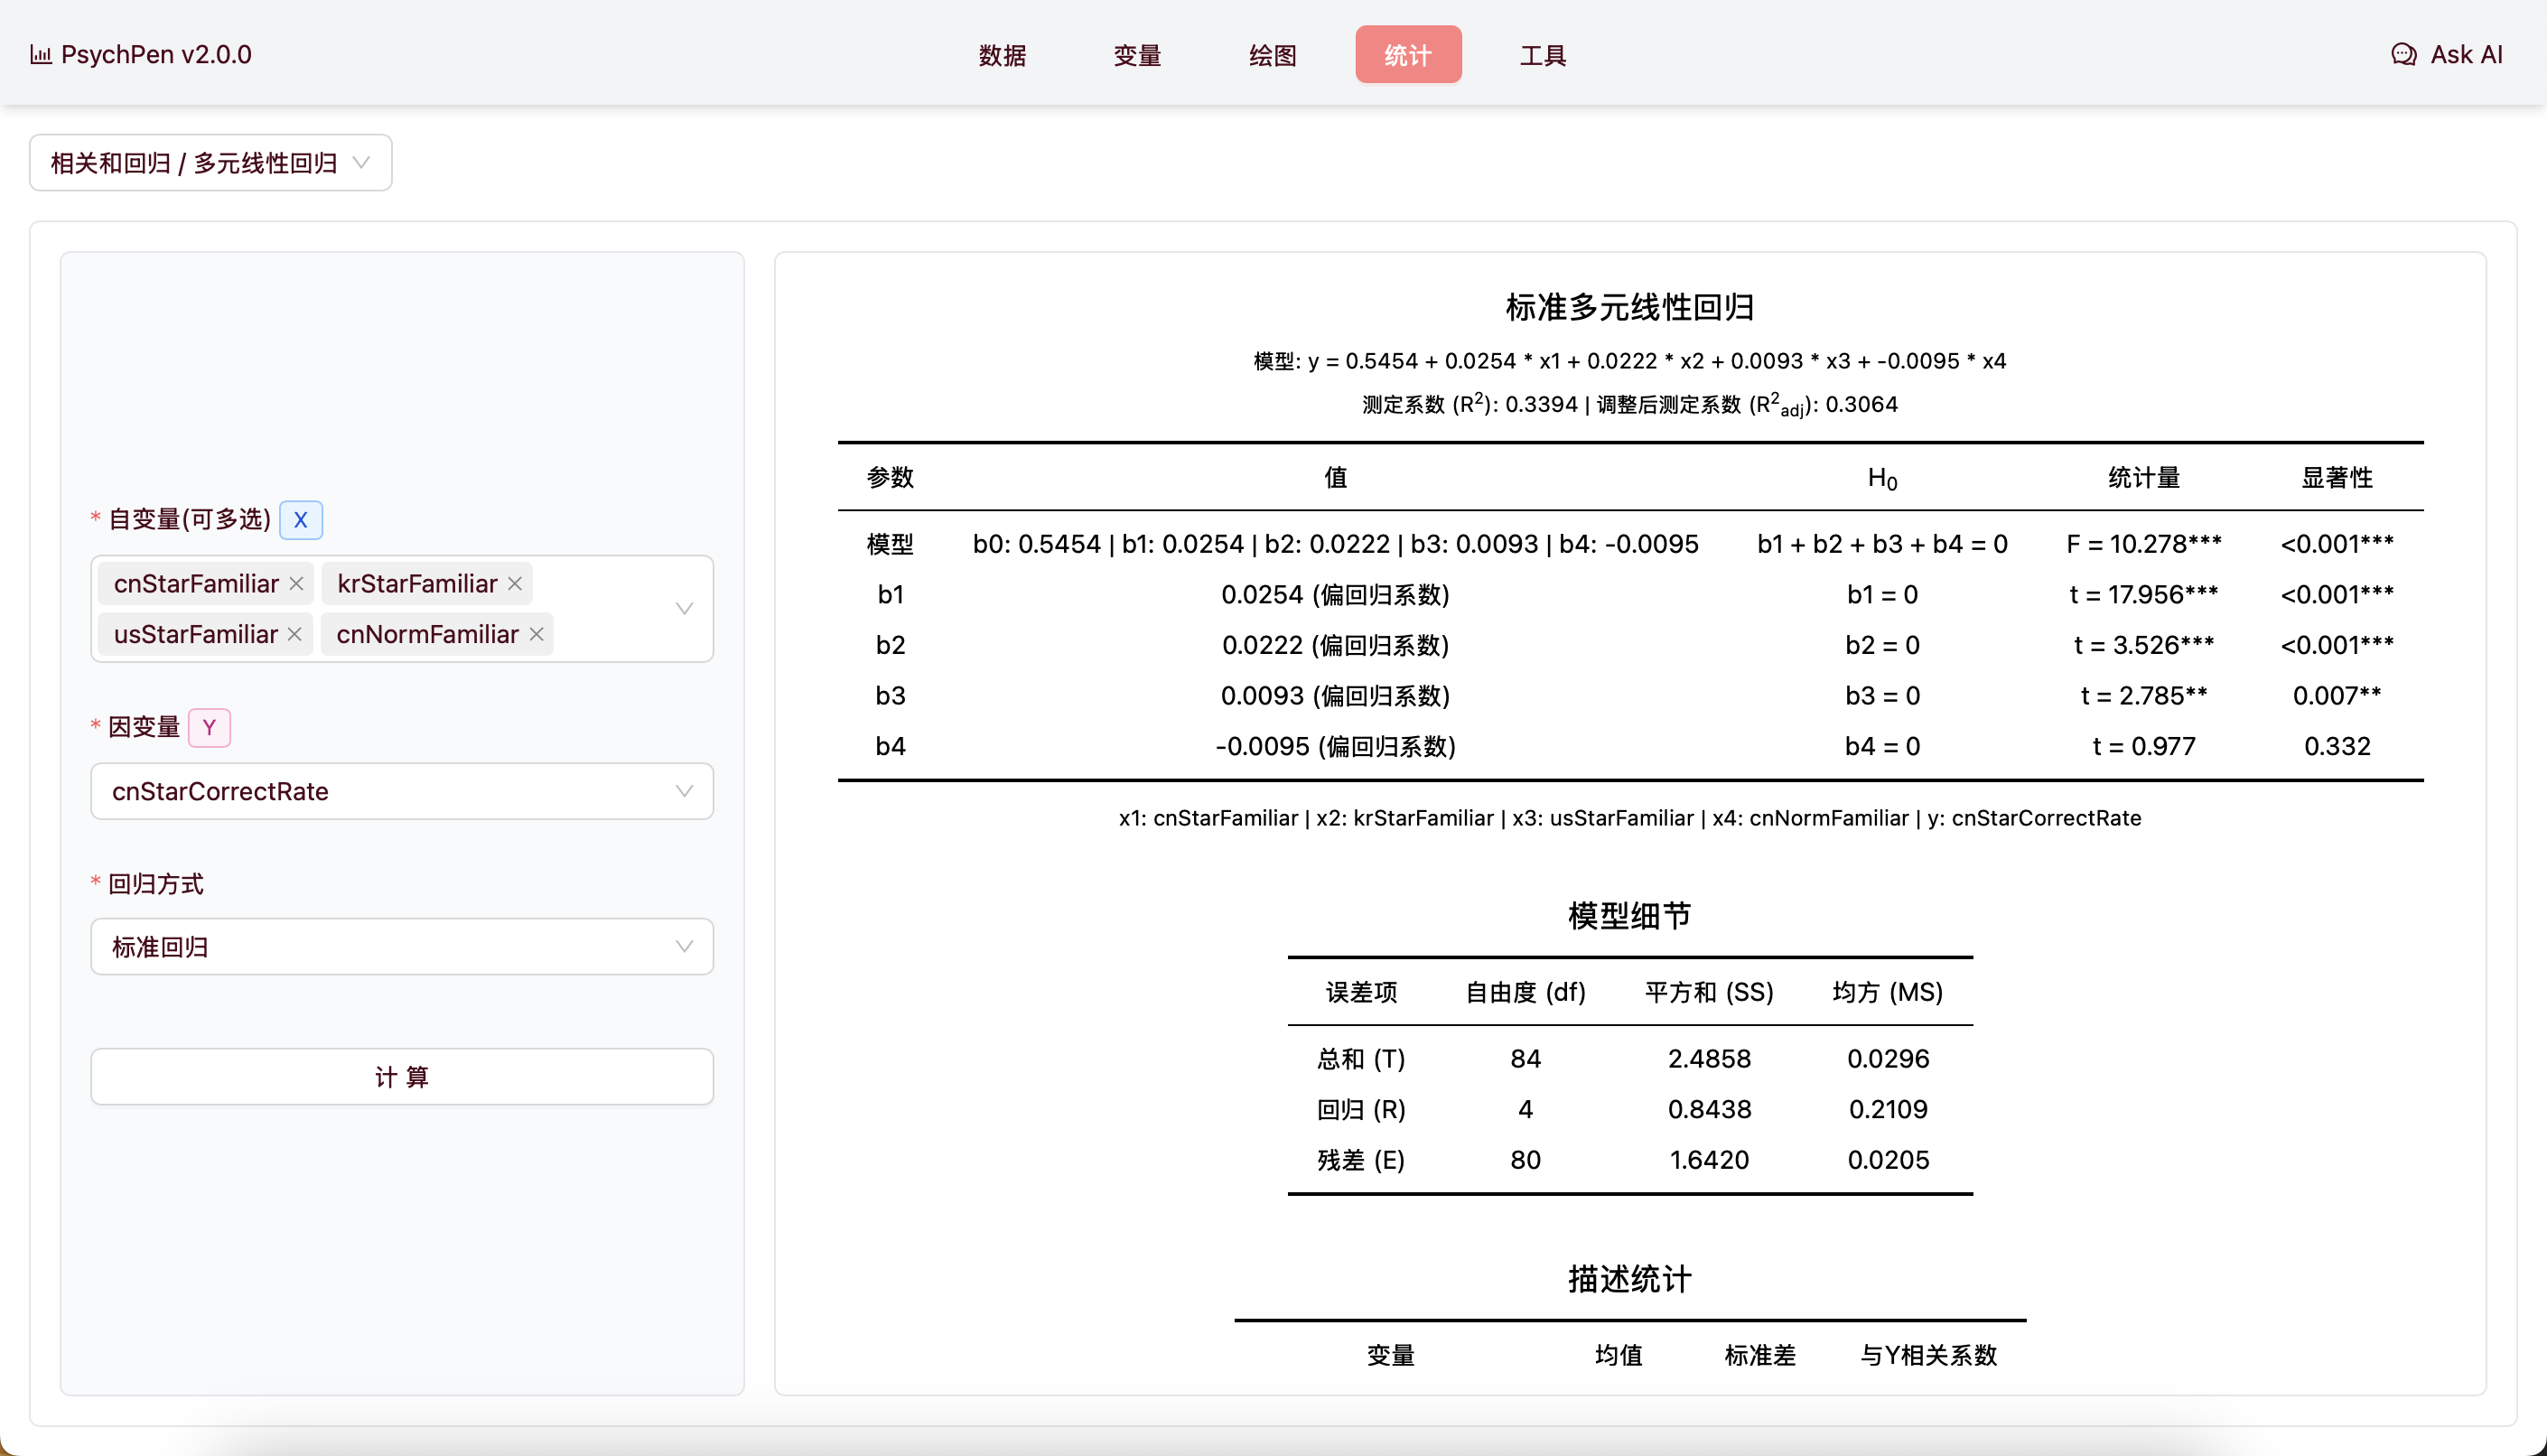 PsychPen v2.0.0
数据 变量 绘图 统计 工具
Ask AI
相关和回归 / 多元线性回归
* 自变量(可多选) X
cnStarFamiliar × krStarFamiliar ×
usStarFamiliar × cnNormFamiliar ×
* 因变量 Y
cnStarCorrectRate
* 回归方式
标准回归
计 算
标准多元线性回归
模型: y = 0.5454 + 0.0254 * x1 + 0.0222 * x2 + 0.0093 * x3 + -0.0095 * x4
测定系数 (R²): 0.3394 | 调整后测定系数 (R²adj): 0.3064
参数 值 H₀ 统计量 显著性
模型 b0: 0.5454 | b1: 0.0254 | b2: 0.0222 | b3: 0.0093 | b4: -0.0095 b1 + b2 + b3 + b4 = 0 F = 10.278*** <0.001***
b1 0.0254 (偏回归系数) b1 = 0 t = 17.956*** <0.001***
b2 0.0222 (偏回归系数) b2 = 0 t = 3.526*** <0.001***
b3 0.0093 (偏回归系数) b3 = 0 t = 2.785** 0.007**
b4 -0.0095 (偏回归系数) b4 = 0 t = 0.977 0.332
x1: cnStarFamiliar | x2: krStarFamiliar | x3: usStarFamiliar | x4: cnNormFamiliar | y: cnStarCorrectRate
模型细节
误差项 自由度 (df) 平方和 (SS) 均方 (MS)
总和 (T) 84 2.4858 0.0296
回归 (R) 4 0.8438 0.2109
残差 (E) 80 1.6420 0.0205
描述统计
变量 均值 标准差 与Y相关系数